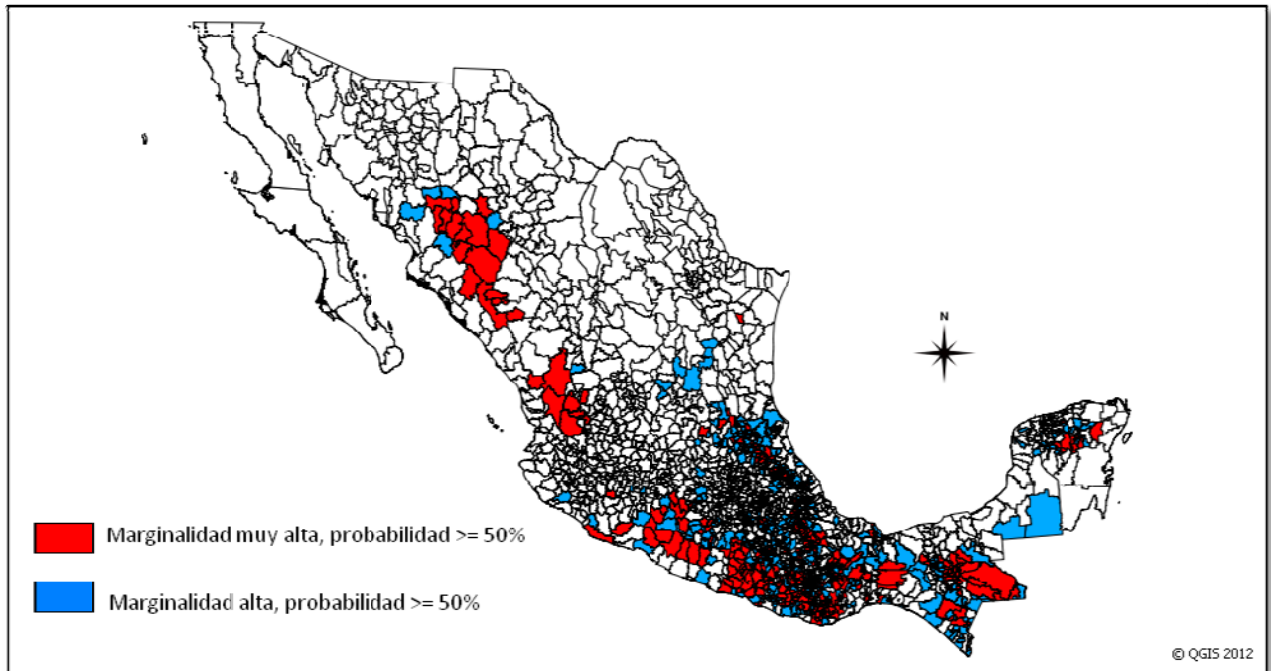 N
Marginalidad muy alta, probabilidad >= 50%
Marginalidad alta, probabilidad >= 50%
© QGIS 2012